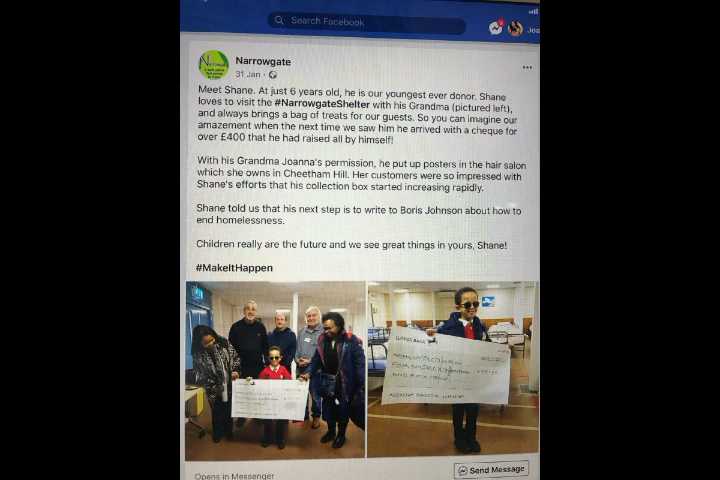 Search Facebook
Joa
Narrowgate
31 Jan
Meet Shane. At just 6 years old, he is our youngest ever donor. Shane
loves to visit the #NarrowgateShelter with his Grandma (pictured left),
and always brings a bag of treats for our guests. So you can imagine our
amazement when the next time we saw him he arrived with a cheque for
over £400 that he had raised all by himself!
With his Grandma Joanna's permission, he put up posters in the hair salon
which she owns in Cheetham Hill. Her customers were so impressed with
Shane's efforts that his collection box started increasing rapidly.
Shane told us that his next step is to write to Boris Johnson about how to
end homelessness.
Children really are the future and we see great things in yours, Shane!
#MakeItHappen
LLOYDS BANK
Opens in Messenger
Send Message